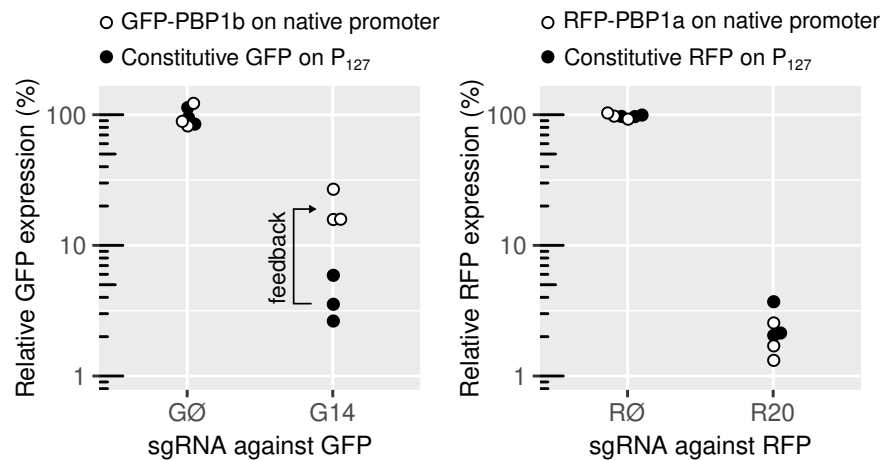 GFP-PBP1b on native promoter
Constitutive GFP on P127
Relative GFP expression (%)
100
10
1
feedback
GØ G14
sgRNA against GFP
RFP-PBP1a on native promoter
Constitutive RFP on P127
Relative RFP expression (%)
100
10
1
RØ R20
sgRNA against RFP